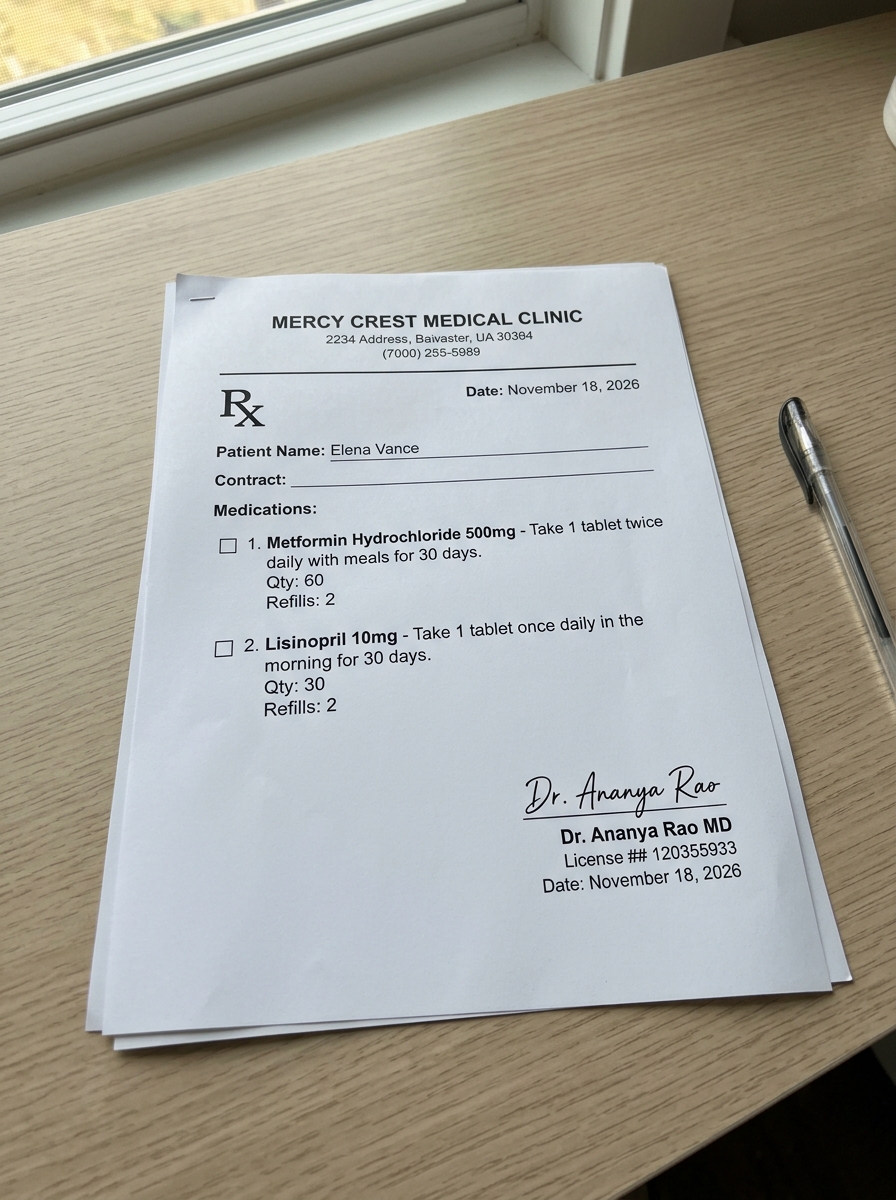 MERCY CREST MEDICAL CLINIC
2234 Address, Baivaster, UA 30364
(7000) 255-5989
Rx
Date: November 18, 2026
Patient Name: Elena Vance
Contract:
Medications:
1. Metformin Hydrochloride 500mg - Take 1 tablet twice
daily with meals for 30 days.
Qty: 60
Refilis: 2
2. Lisinopril 10mg - Take 1 tablet once daily in the
morning for 30 days.
Qty: 30
Refills: 2
Dr. Ananya Rao
Dr. Ananya Rao MD
License ## 120355933
Date: November 18, 2026